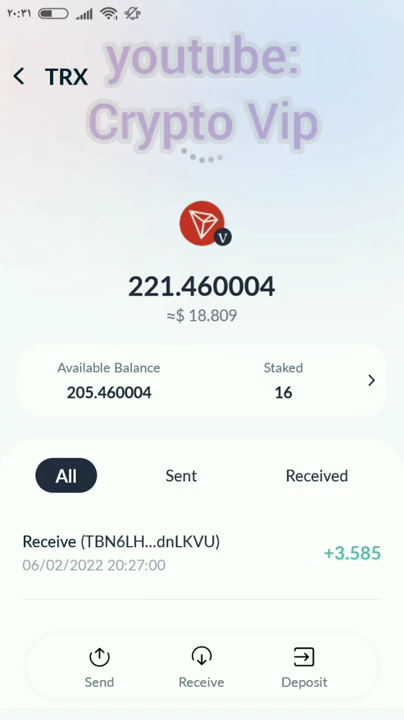 ۲۰:۳۱
youtube:
TRX
Crypto Vip
V
221.460004
≈$ 18.809
Available Balance
Staked
205.460004
16
All
Sent
Received
Receive (TBN6LH...dnLKVU)
+3.585
06/02/2022 20:27:00
Send
Receive
Deposit